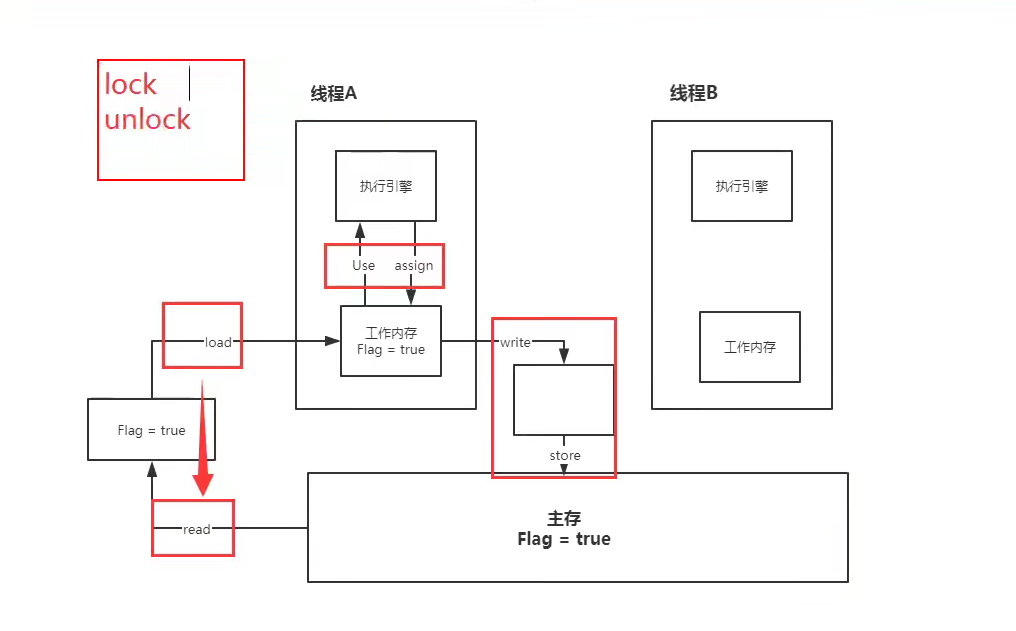 lock
unlock
线程A
线程B
执行引擎
执行引擎
Use
assign
load
工作内存
Flag = true
write
工作内存
Flag = true
store
read
主存
Flag = true